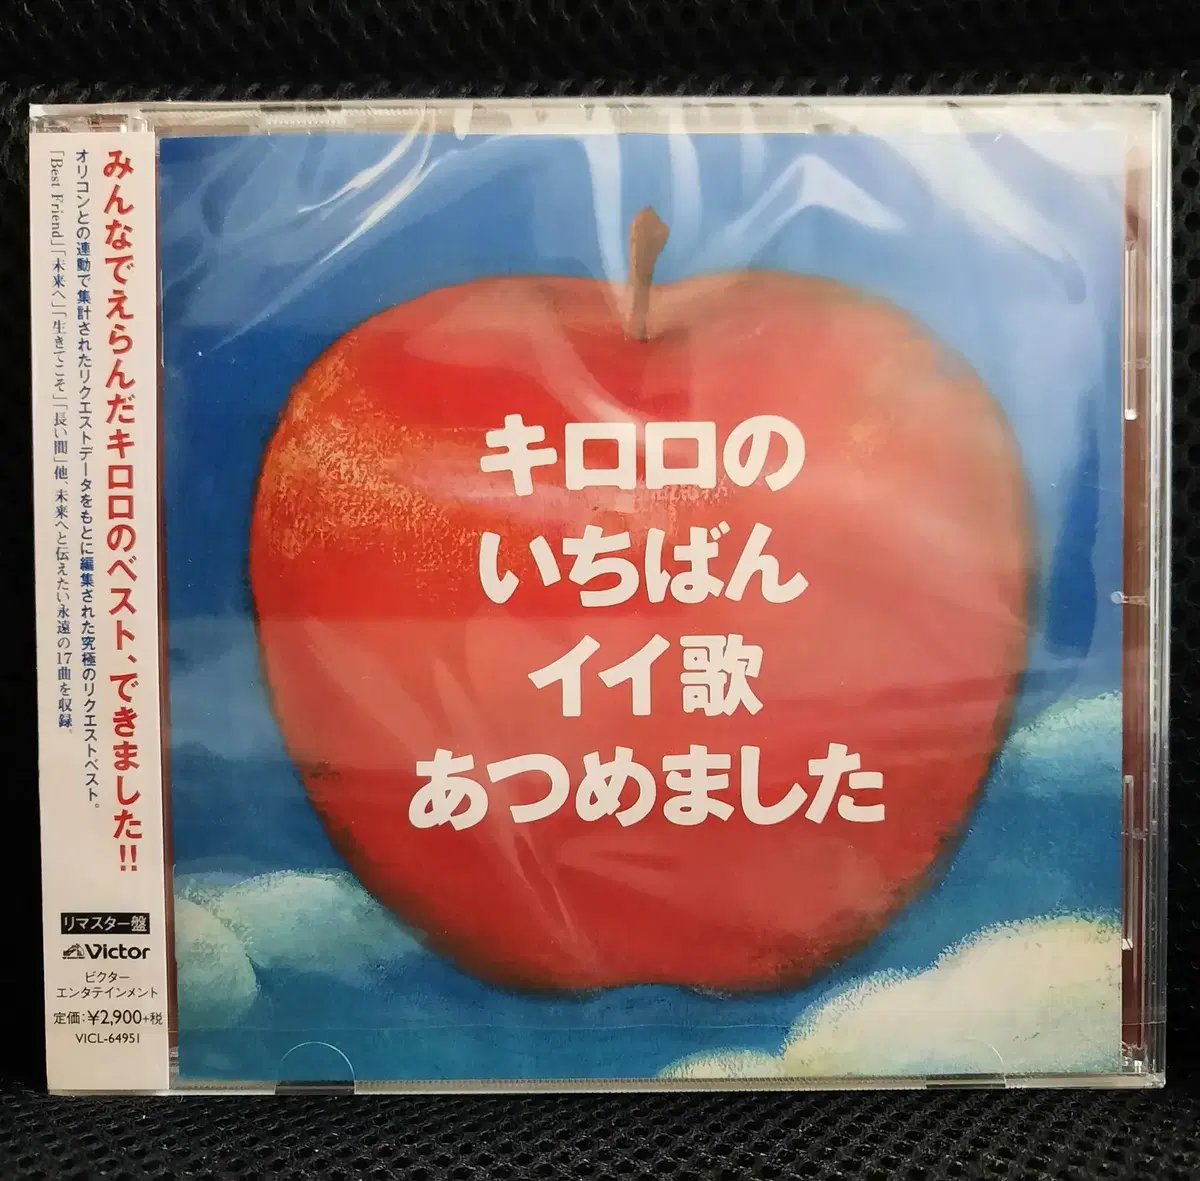 みんなでえらんだキロロのベスト、できました!!
オリコンとの連動で集計されたリクエストデータをもとに編集された究極のリクエストベスト。
「Best Friend」「未来へ」「生きてこそ」「長い間」他、未来へと伝えたい永遠の17曲を収録。
リマスター盤
Victor
ビクター
エンタテインメント
定価:¥2,900+税
VICL-64951
キロロの
いちばん
イイ歌
あつめました